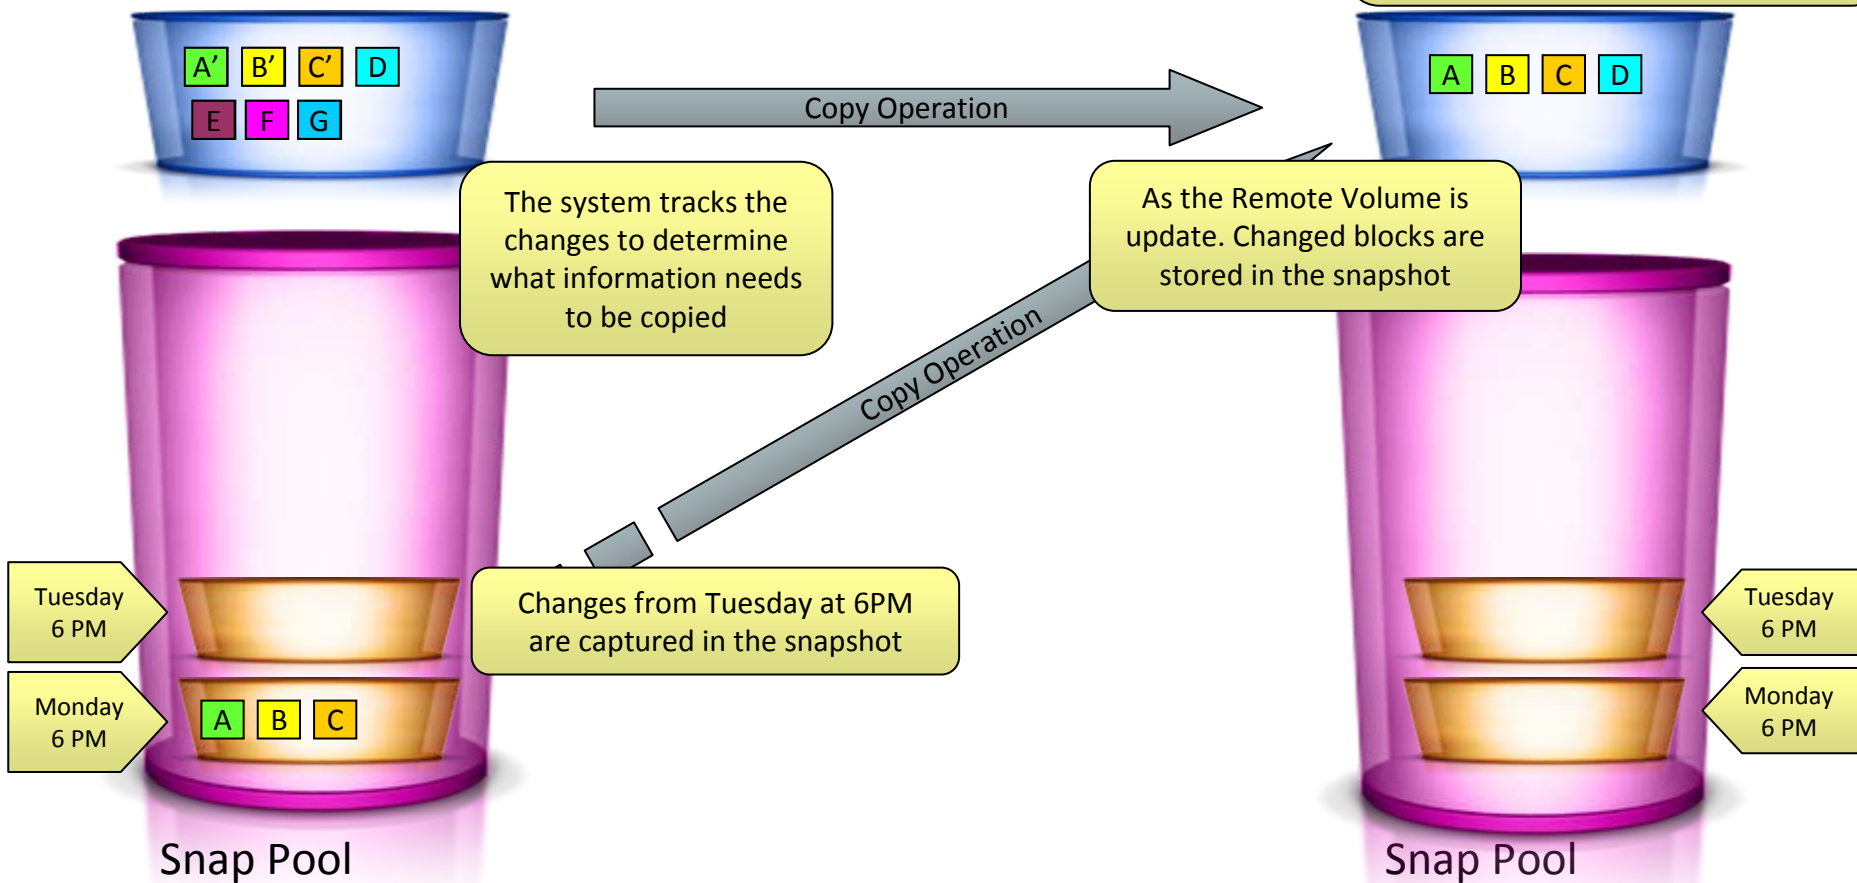 A’ B’ C’ D
E F G
Copy Operation
A B C D
The system tracks the
changes to determine
what information needs
to be copied
As the Remote Volume is
update. Changed blocks are
stored in the snapshot
Copy Operation
Tuesday
6 PM
Changes from Tuesday at 6PM
are captured in the snapshot
Tuesday
6 PM
Monday
6 PM
A B C
Monday
6 PM
Snap Pool
Snap Pool